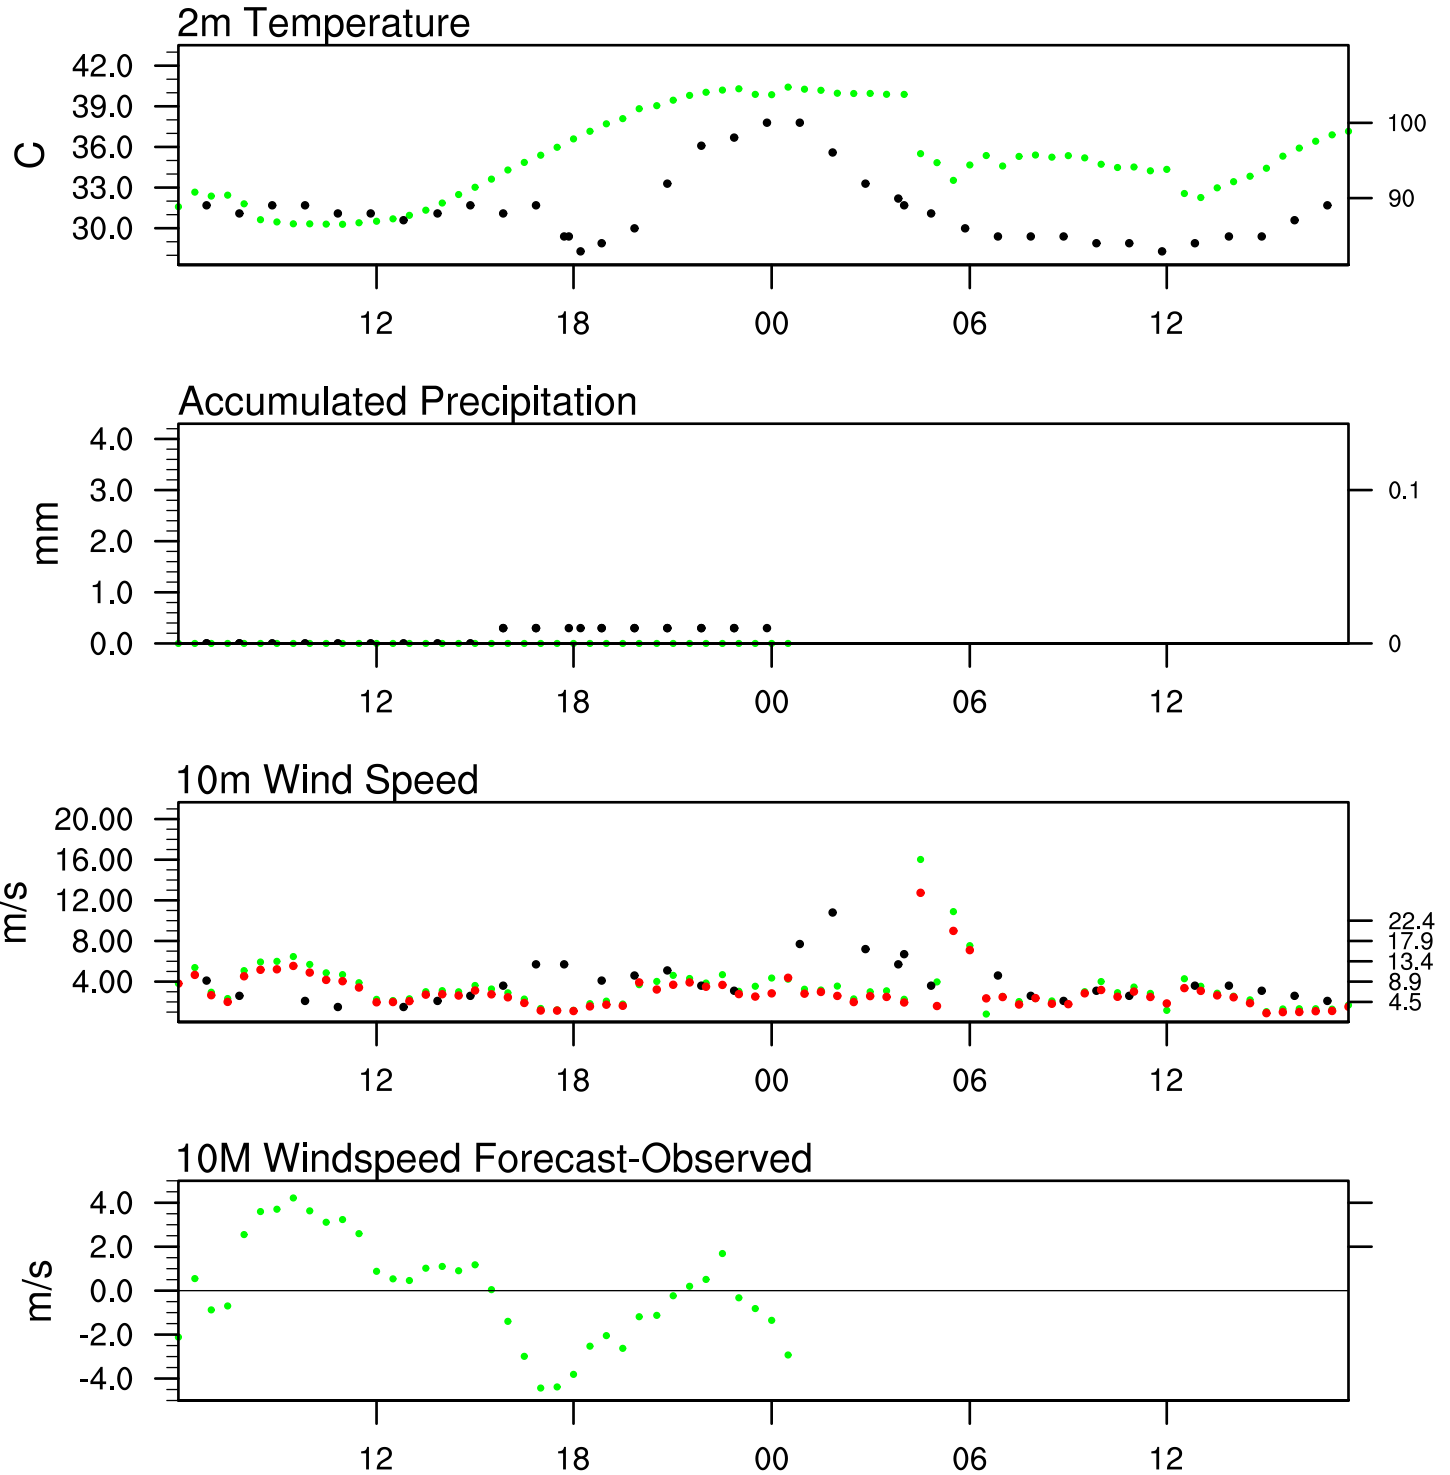 2m Temperature
42.0
39.0
36.0
33.0
30.0
C
100
90
12 18 00 06 12
Accumulated Precipitation
4.0
3.0
2.0
1.0
0.0
mm
0.1
0
12 18 00 06 12
10m Wind Speed
20.00
16.00
12.00
8.00
4.00
m/s
22.4
17.9
13.4
8.9
4.5
12 18 00 06 12
10M Windspeed Forecast-Observed
4.0
2.0
0.0
-2.0
-4.0
m/s
12 18 00 06 12